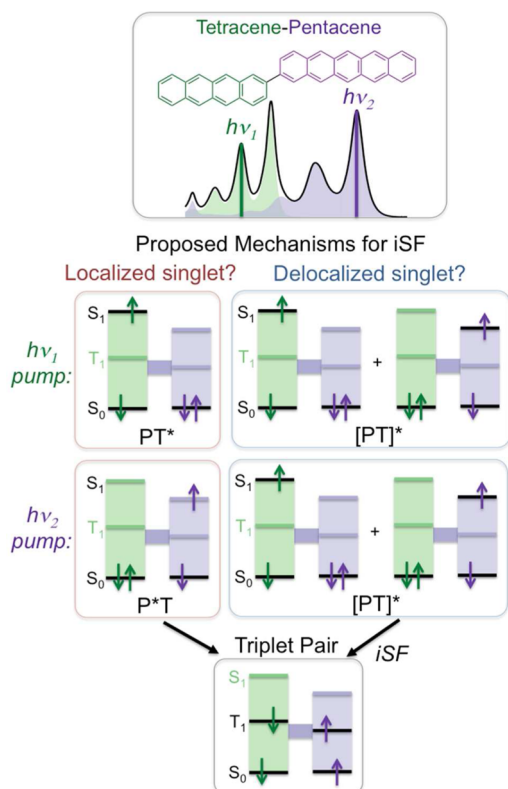 Tetracene-Pentacene
hν1
hν2
Proposed Mechanisms for iSF
Localized singlet? Delocalized singlet?
hν1
pump:
S1
T1
S0
PT*
S1
S0
+
[PT]*
hν2
pump:
S1
T1
S0
P*T
S1
T1
S0
+
[PT]*
Triplet Pair
iSF
S1
T1
S0